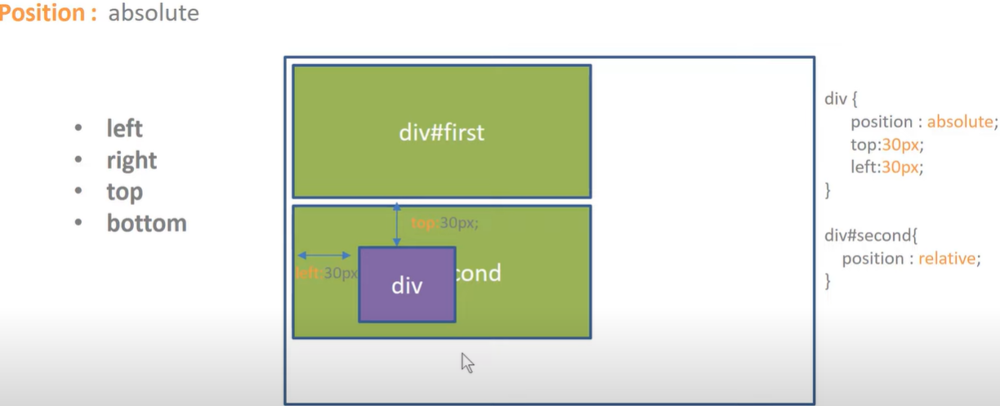 Position : absolute
• left
• right
• top
• bottom
div#first
top:30px;
left:30px
div
cond
div {
position : absolute;
top:30px;
left:30px;
}
div#second{
position : relative;
}